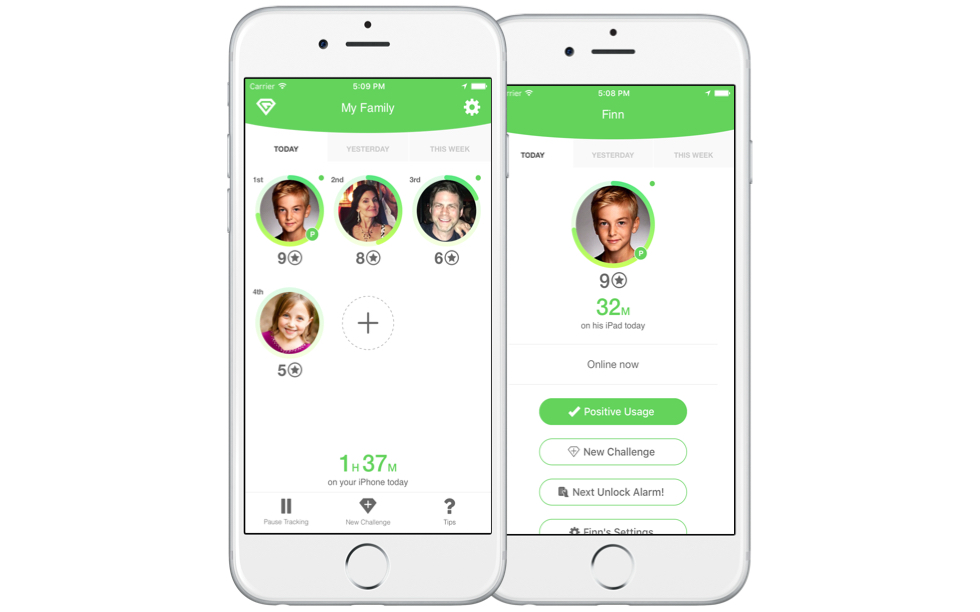 Carrier 5:09 PM
My Family
TODAY YESTERDAY THIS WEEK
1st 2nd 3rd
P
9 8 6
4th
5
1H 37M
on your iPhone today
Pause Tracking New Challenge Tips
rrier 5:08 PM
Finn
TODAY YESTERDAY THIS WEEK
P
9
32M
on his iPad today
Online now
Positive Usage
New Challenge
Next Unlock Alarm!
Finn's Settings